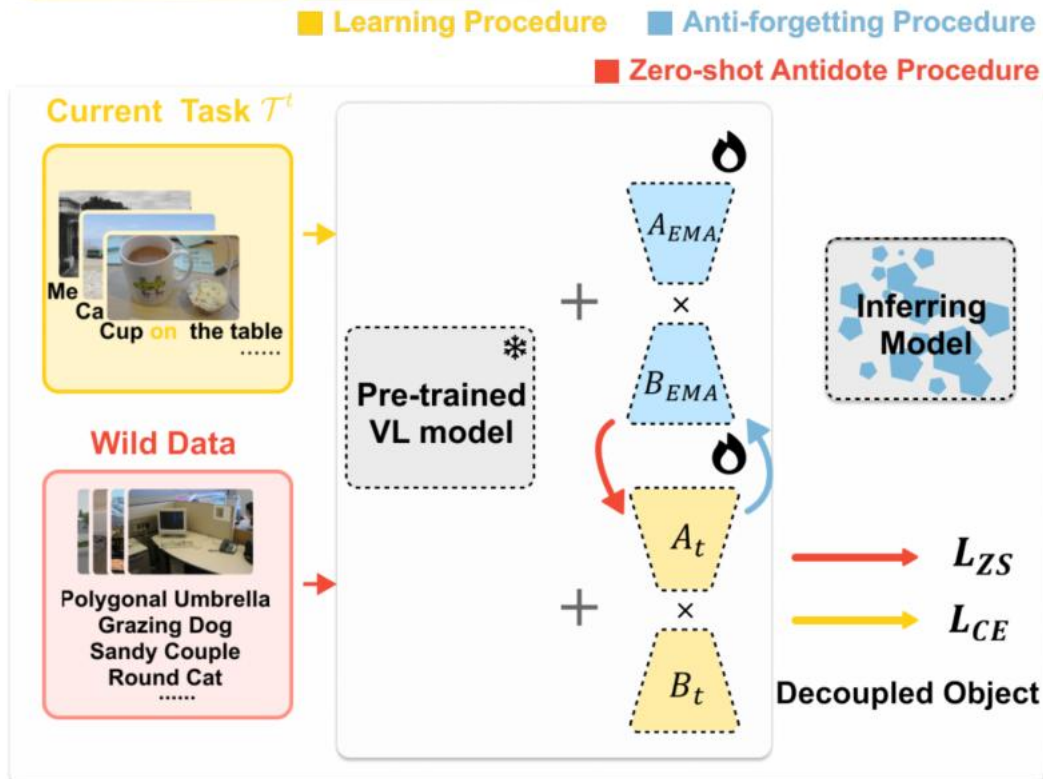 Learning Procedure
Anti-forgetting Procedure
Zero-shot Antidote Procedure
Current Task 𝒯ᵗ
Me
Ca
Cup on the table
......
Wild Data
Polygonal Umbrella
Grazing Dog
Sandy Couple
Round Cat
......
Pre-trained
VL model
+
A_EMA
×
B_EMA
+
A_t
×
B_t
Inferring
Model
L_ZS
L_CE
Decoupled Object